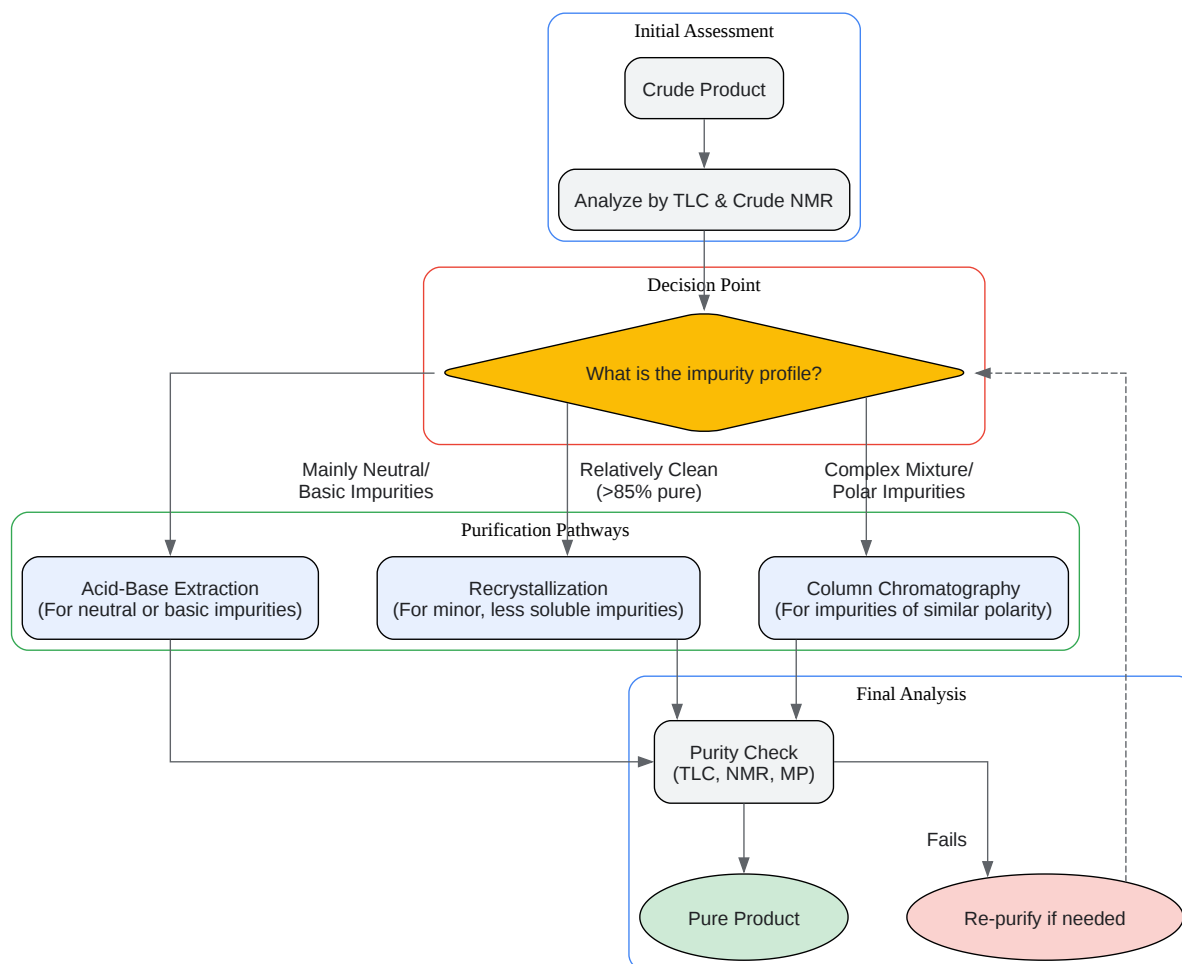 Initial Assessment
Crude Product
Analyze by TLC & Crude NMR
Decision Point
What is the impurity profile?
Mainly Neutral/
Basic Impurities
Relatively Clean
(>85% pure)
Complex Mixture/
Polar Impurities
Purification Pathways
Acid-Base Extraction
(For neutral or basic impurities)
Recrystallization
(For minor, less soluble impurities)
Column Chromatography
(For impurities of similar polarity)
Final Analysis
Purity Check
(TLC, NMR, MP)
Fails
Pure Product
Re-purify if needed